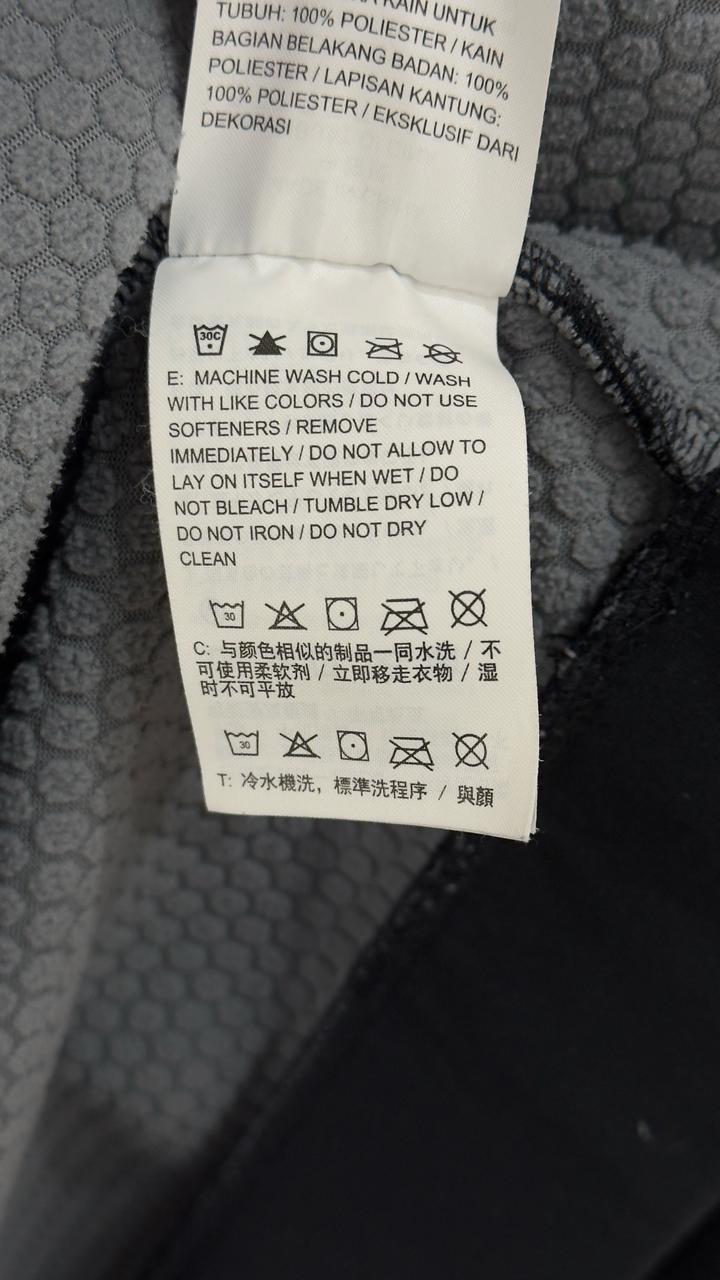 KAIN UNTUK
TUBUH: 100% POLIESTER / KAIN
BAGIAN BELAKANG BADAN: 100%
POLIESTER / LAPISAN KANTUNG:
100% POLIESTER / EKSKLUSIF DARI
DEKORASI
30C
E: MACHINE WASH COLD / WASH
WITH LIKE COLORS / DO NOT USE
SOFTENERS / REMOVE
IMMEDIATELY / DO NOT ALLOW TO
LAY ON ITSELF WHEN WET / DO
NOT BLEACH / TUMBLE DRY LOW /
DO NOT IRON / DO NOT DRY
CLEAN
30
C: 与颜色相似的制品一同水洗 / 不
可使用柔软剂 / 立即移走衣物 / 湿
时不可平放
30
T: 冷水機洗，標準洗程序 / 與顏